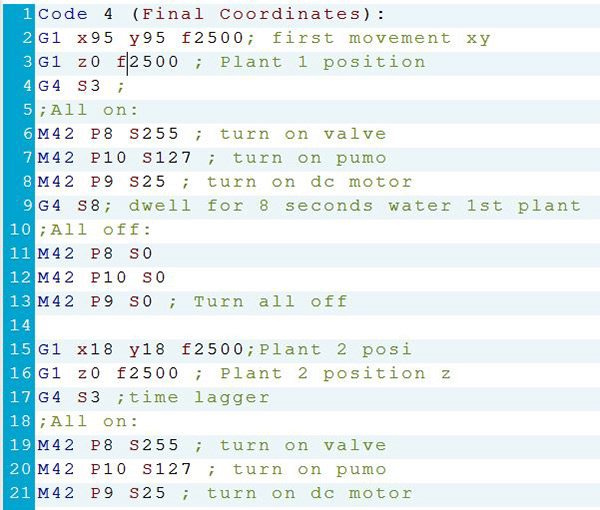 1 Code 4 (Final Coordinates):
2 G1 x95 y95 f2500; first movement xy
3 G1 z0 f2500 ; Plant 1 position
4 G4 S3 ;
5 ;All on:
6 M42 P8 S255 ; turn on valve
7 M42 P10 S127 ; turn on pumo
8 M42 P9 S25 ; turn on dc motor
9 G4 S8; dwell for 8 seconds water 1st plant
10 ;All off:
11 M42 P8 S0
12 M42 P10 S0
13 M42 P9 S0 ; Turn all off
14
15 G1 x18 y18 f2500;Plant 2 posi
16 G1 z0 f2500 ; Plant 2 position z
17 G4 S3 ;time lagger
18 ;All on:
19 M42 P8 S255 ; turn on valve
20 M42 P10 S127 ; turn on pumo
21 M42 P9 S25 ; turn on dc motor